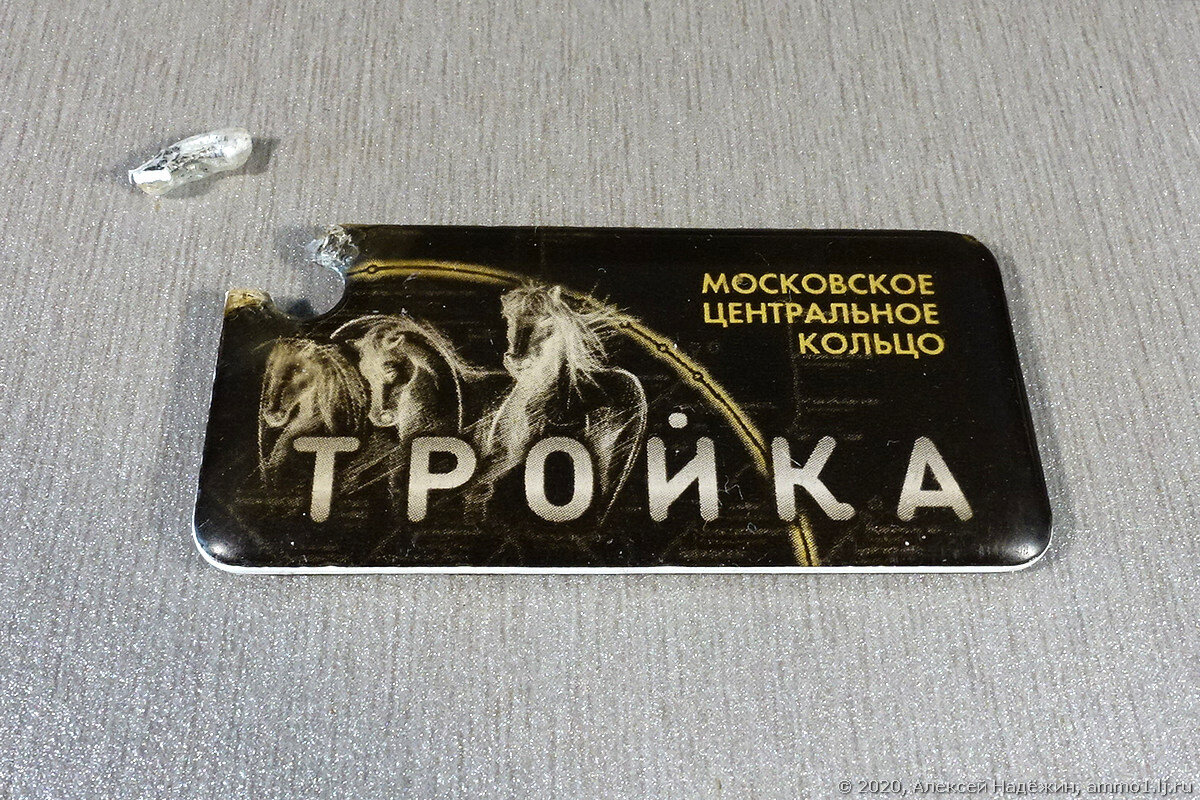 МОСКОВСКОЕ
ЦЕНТРАЛЬНОЕ
КОЛЬЦО
ТРОЙКА
© 2020, Алексей Надёжин, ammo1.lj.ru